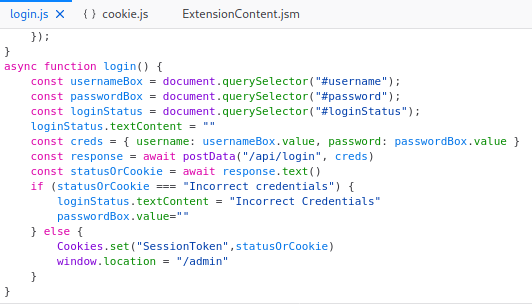 login.js × { } cookie.js ExtensionContent.jsm
    });
}
async function login() {
    const usernameBox = document.querySelector("#username");
    const passwordBox = document.querySelector("#password");
    const loginStatus = document.querySelector("#loginStatus");
    loginStatus.textContent = ""
    const creds = { username: usernameBox.value, password: passwordBox.value }
    const response = await postData("/api/login", creds)
    const statusOrCookie = await response.text()
    if (statusOrCookie === "Incorrect credentials") {
        loginStatus.textContent = "Incorrect Credentials"
        passwordBox.value=""
    } else {
        Cookies.set("SessionToken",statusOrCookie)
        window.location = "/admin"
    }
}